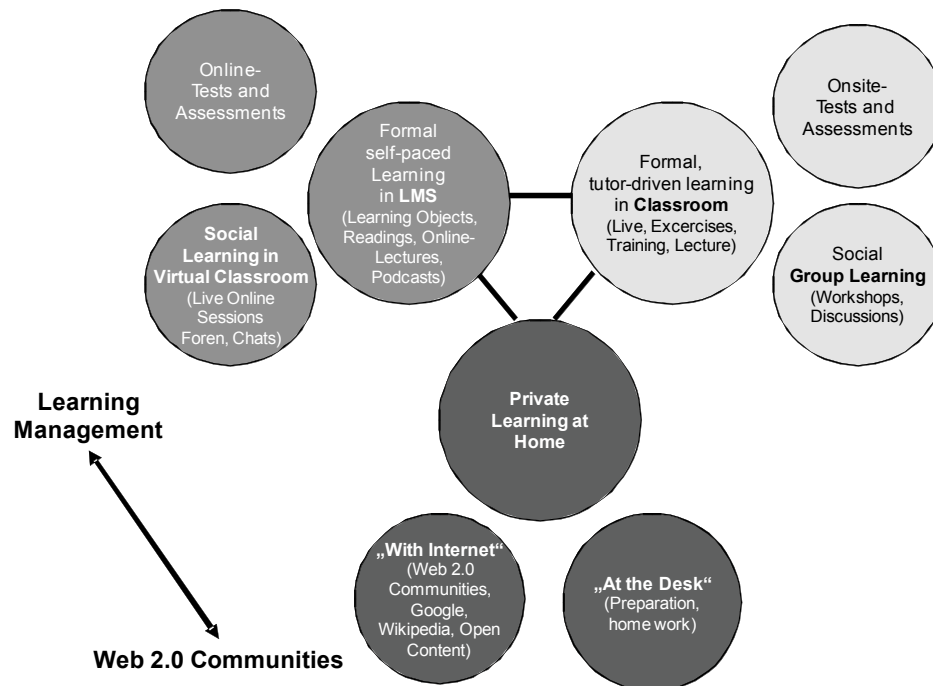 Online-
Tests and
Assessments
Formal
self-paced
Learning
in LMS
(Learning Objects,
Readings, Online-
Lectures,
Podcasts)
Social
Learning in
Virtual Classroom
(Live Online
Sessions
Foren, Chats)
Formal,
tutor-driven learning
in Classroom
(Live, Excercises,
Training, Lecture)
Onsite-
Tests and
Assessments
Social
Group Learning
(Workshops,
Discussions)
Private
Learning at
Home
Learning
Management
Web 2.0 Communities
„With Internet“
(Web 2.0
Communities,
Google,
Wikipedia, Open
Content)
„At the Desk“
(Preparation,
home work)